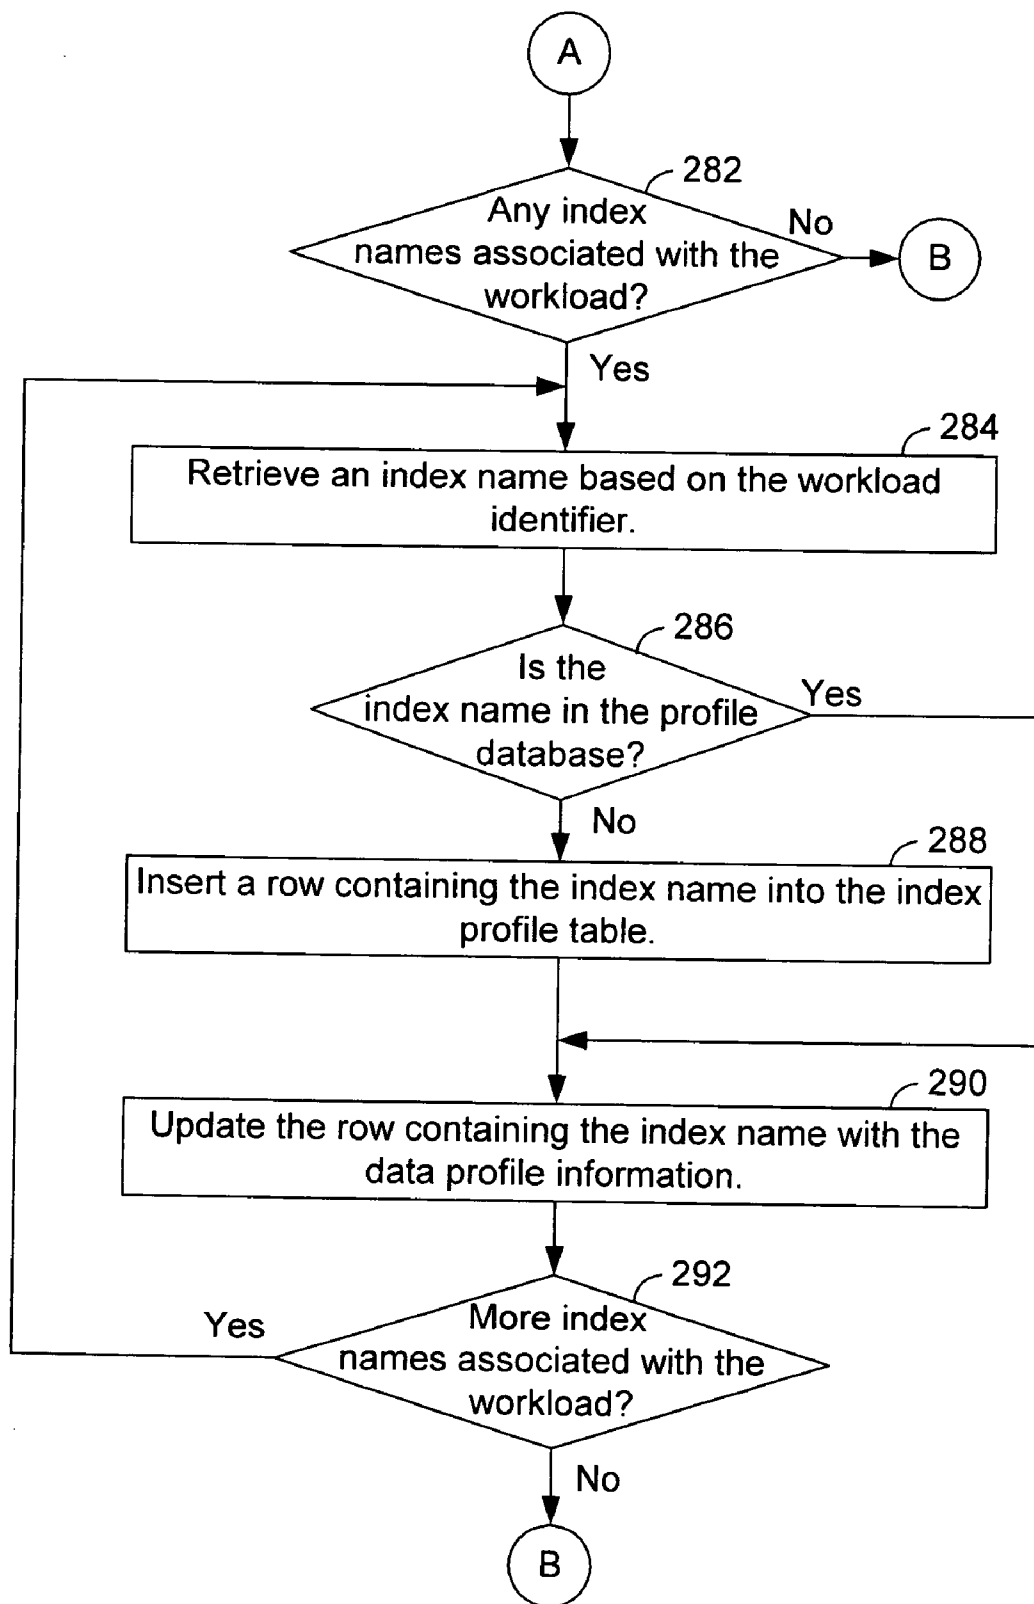 A
282
Any index
names associated with the
workload?
No
B
Yes
284
Retrieve an index name based on the workload
identifier.
286
Is the
index name in the profile
database?
Yes
No
288
Insert a row containing the index name into the index
profile table.
290
Update the row containing the index name with the
data profile information.
292
More index
names associated with the
workload?
Yes
No
B